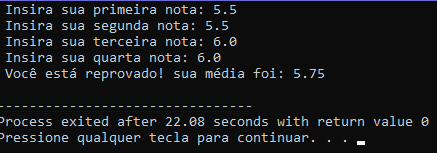 Insira sua primeira nota: 5.5
Insira sua segunda nota: 5.5
Insira sua terceira nota: 6.0
Insira sua quarta nota: 6.0
Você está reprovado! sua média foi: 5.75
--------------------------------
Process exited after 22.08 seconds with return value 0
Pressione qualquer tecla para continuar. . .